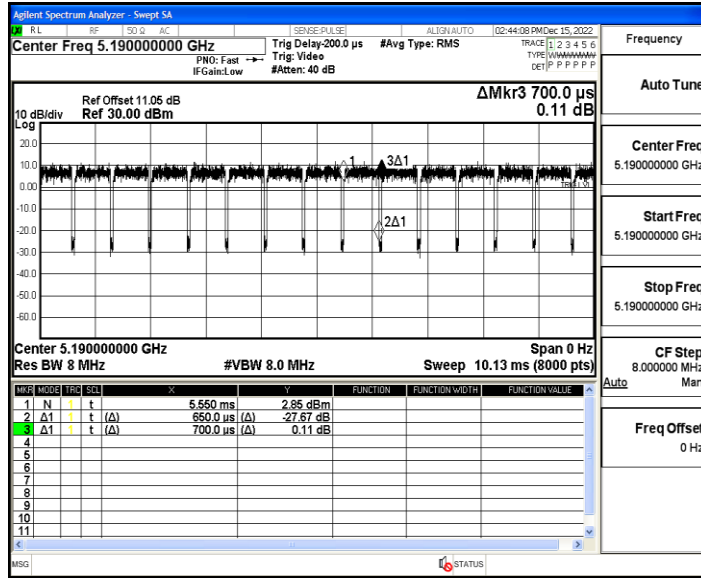 Agilent Spectrum Analyzer - Swept SA
LXI RL RF 50 Ω AC SENSE:PULSE ALIGN AUTO 02:44:08 PM Dec 15, 2022
Center Freq 5.190000000 GHz
PNO: Fast
IFGain:Low
Trig Delay-200.0 µs
Trig: Video
#Atten: 40 dB
#Avg Type: RMS
TRACE 1 2 3 4 5 6
TYPE WWWWWW
DET P P P P P P
ΔMkr3 700.0 µs
0.11 dB
Ref Offset 11.05 dB
10 dB/div Ref 30.00 dBm
Log
20.0
10.0
0.00
-10.0
-20.0
-30.0
-40.0
-50.0
-60.0
1
3Δ1
2Δ1
TRIG LVL
Center 5.190000000 GHz Span 0 Hz
Res BW 8 MHz #VBW 8.0 MHz Sweep 10.13 ms (8000 pts)
MKR MODE TRC SCL X Y FUNCTION FUNCTION WIDTH FUNCTION VALUE
1 N 1 t 5.550 ms 2.85 dBm
2 Δ1 1 t (Δ) 650.0 µs (Δ) -27.67 dB
3 Δ1 1 t (Δ) 700.0 µs (Δ) 0.11 dB
4
5
6
7
8
9
10
11
MSG STATUS
Frequency
Auto Tune
Center Freq
5.190000000 GHz
Start Freq
5.190000000 GHz
Stop Freq
5.190000000 GHz
CF Step
8.000000 MHz
Auto Man
Freq Offset
0 Hz